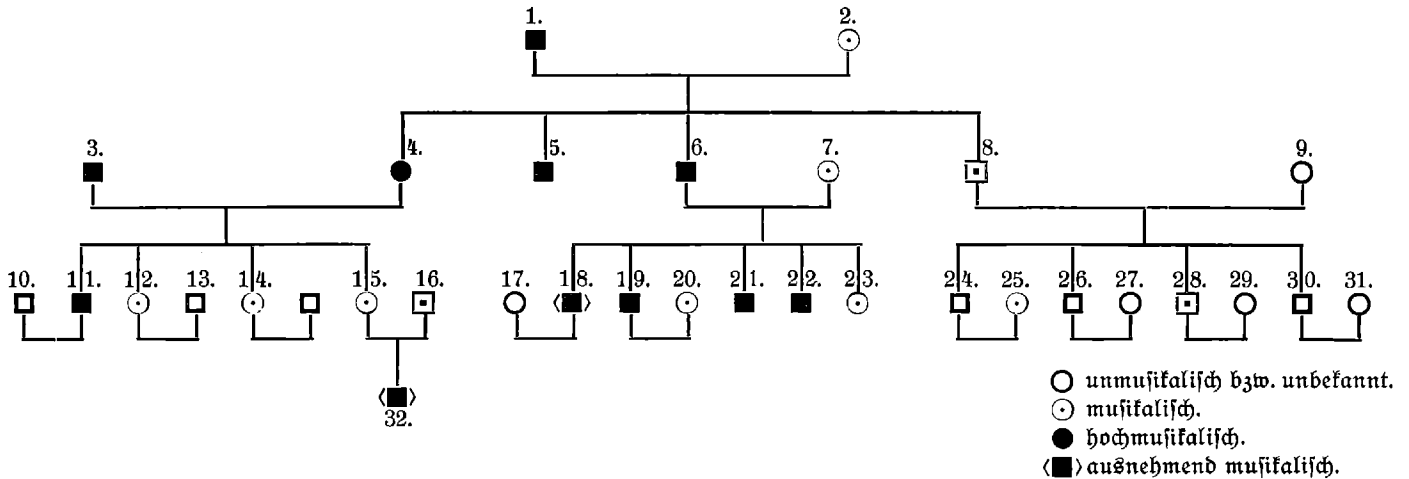 1. 2.
3. 4. 5. 6. 7. 8. 9.
10. 11. 12. 13. 14. 15. 16. 17. 18. 19. 20. 21. 22. 23. 24. 25. 26. 27. 28. 29. 30. 31.
32.
unmusikalisch bzw. unbekannt.
musikalisch.
hochmusikalisch.
ausnehmend musikalisch.